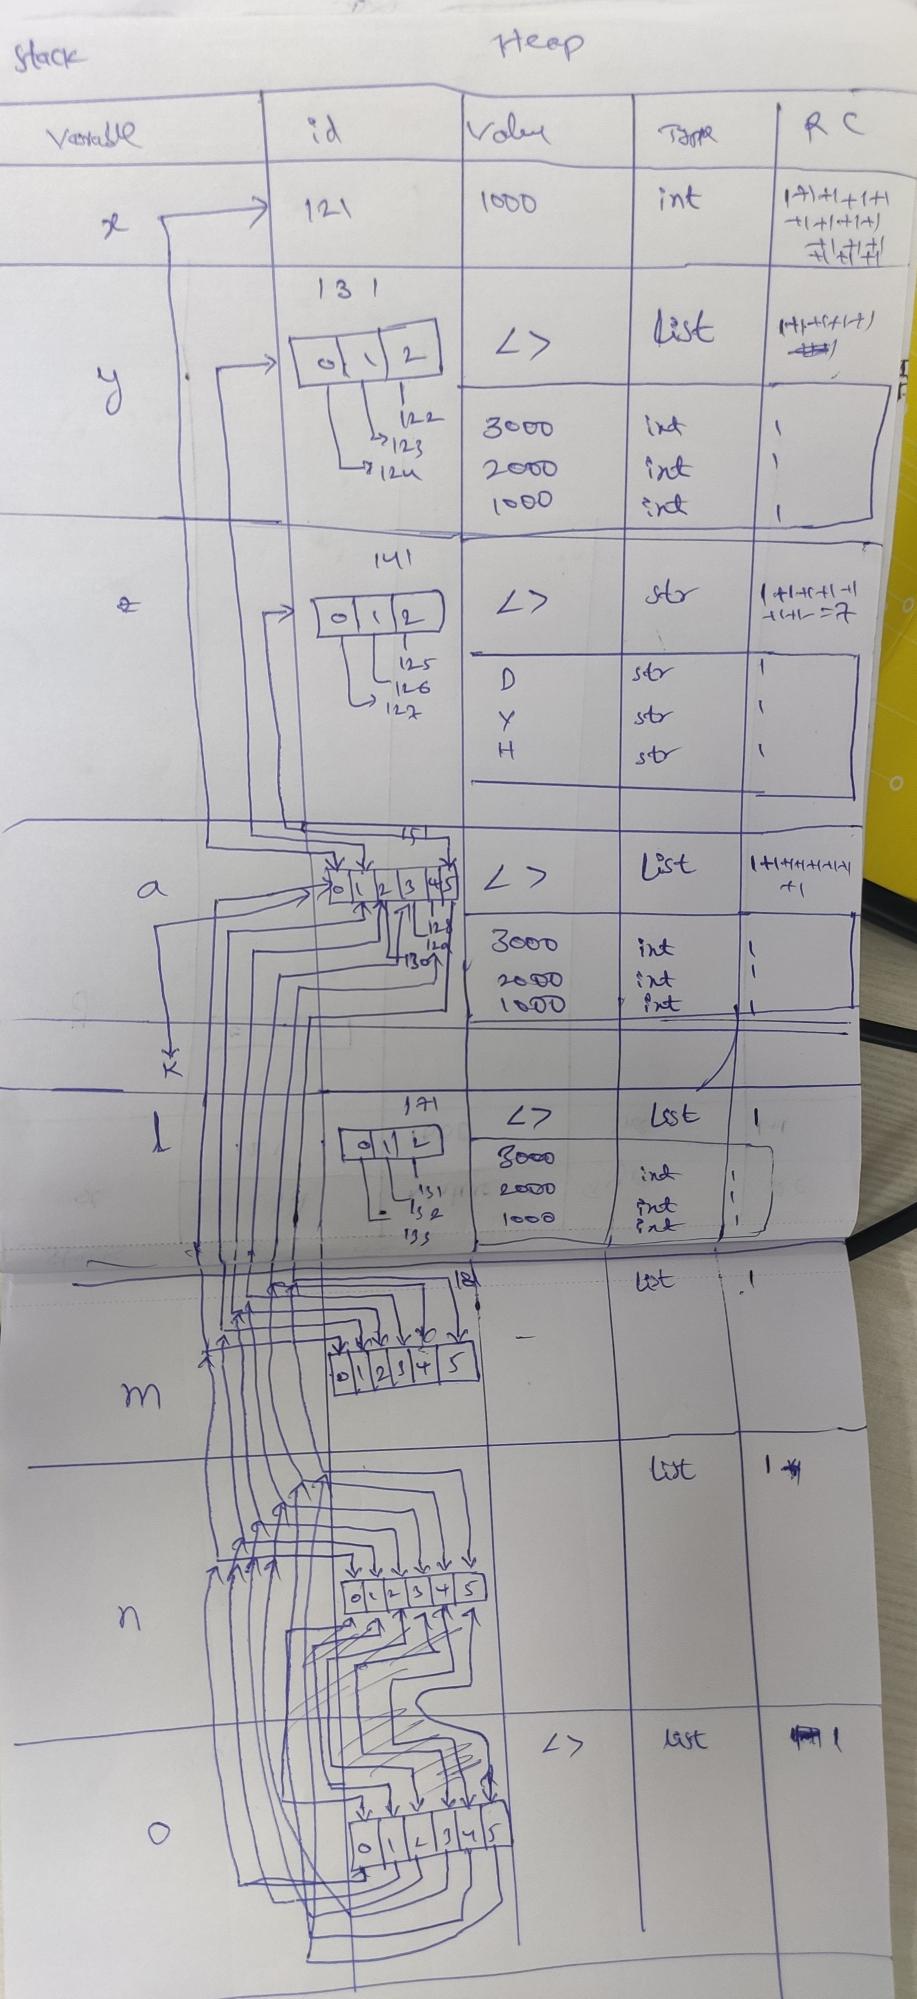 Stack Heap
Variable id Value Type R C
x 121 1000 int 1+1+1+1+1
+1+1+1+1
+1+1+1
+1+1+1
131
y 0 1 2 <> List 1+1+1+1+1
122 3000 int 1
123 2000 int 1
124 1000 int 1
141
z 0 1 2 <> str 1+1+1+1+1
+1+1=7
125 D str 1
126 Y str 1
127 H str 1
151
a 0 1 2 3 4 5 <> List 1+1+1+1+1+1+1
+1
128 3000 int 1
129 2000 int 1
130 1000 int 1
K
171
l 0 1 2 <> List 1
131 3000 int 1
132 2000 int 1
133 1000 int 1
181 List 1
m 0 1 2 3 4 5 -
List 1
n 0 1 2 3 4 5
<> List 1
o 0 1 2 3 4 5